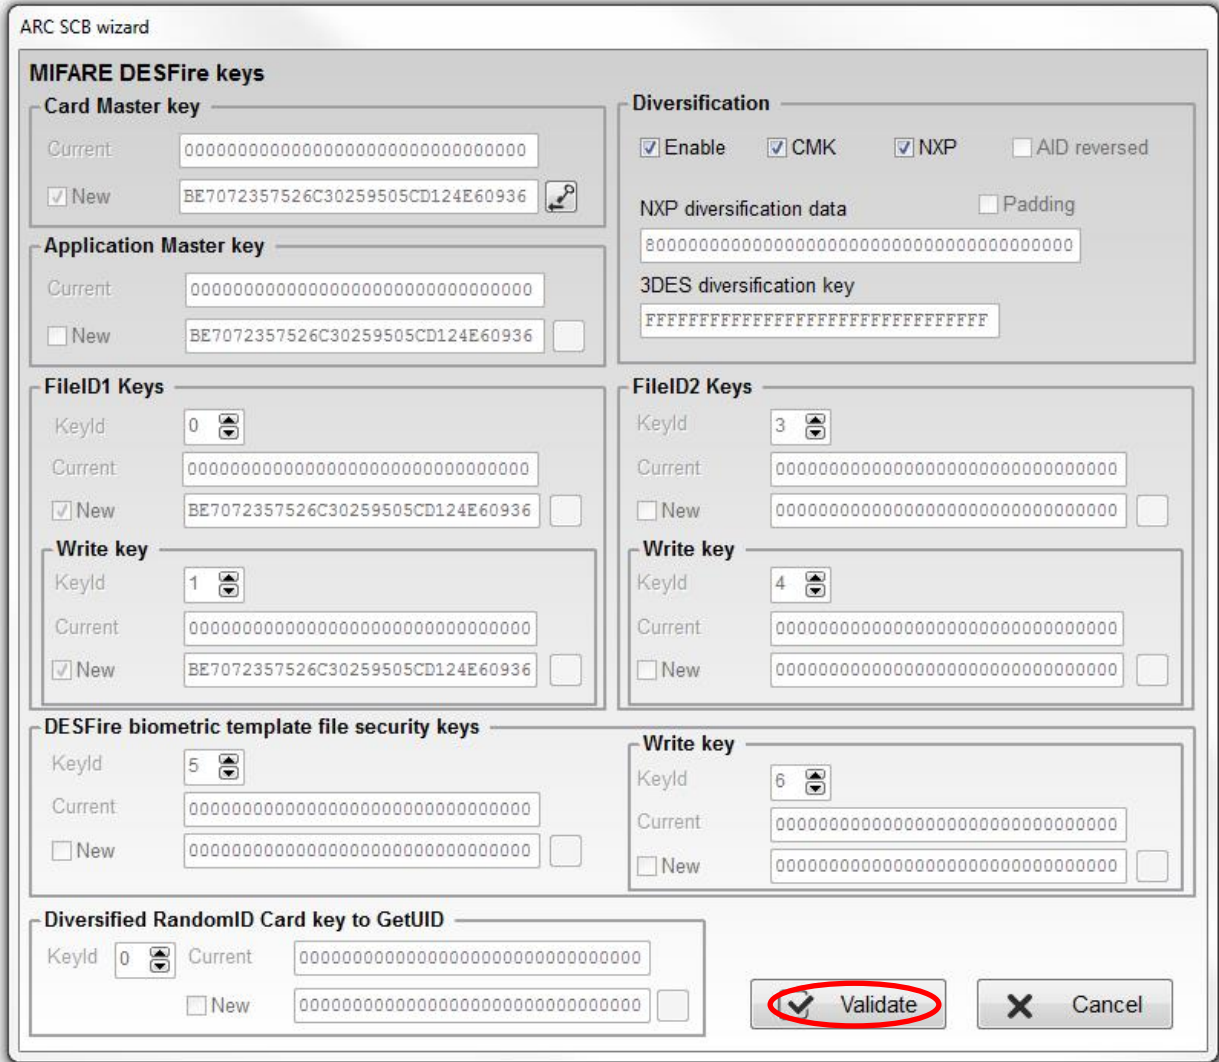 ARC SCB wizard
MIFARE DESFire keys
Card Master key
Current 00000000000000000000000000000000
New BE7072357526C30259505CD124E60936
Diversification
Enable CMK NXP AID reversed
NXP diversification data Padding
8000000000000000000000000000000000000000
3DES diversification key
FFFFFFFFFFFFFFFFFFFFFFFFFFFFFFFF
Application Master key
Current 00000000000000000000000000000000
New BE7072357526C30259505CD124E60936
FileID1 Keys
KeyId 0
Current 00000000000000000000000000000000
New BE7072357526C30259505CD124E60936
Write key
KeyId 1
Current 00000000000000000000000000000000
New BE7072357526C30259505CD124E60936
FileID2 Keys
KeyId 3
Current 00000000000000000000000000000000
New 00000000000000000000000000000000
Write key
KeyId 4
Current 00000000000000000000000000000000
New 00000000000000000000000000000000
DESFire biometric template file security keys
KeyId 5
Current 00000000000000000000000000000000
New 00000000000000000000000000000000
Write key
KeyId 6
Current 00000000000000000000000000000000
New 00000000000000000000000000000000
Diversified RandomID Card key to GetUID
KeyId 0 Current 00000000000000000000000000000000
New 00000000000000000000000000000000
Validate Cancel